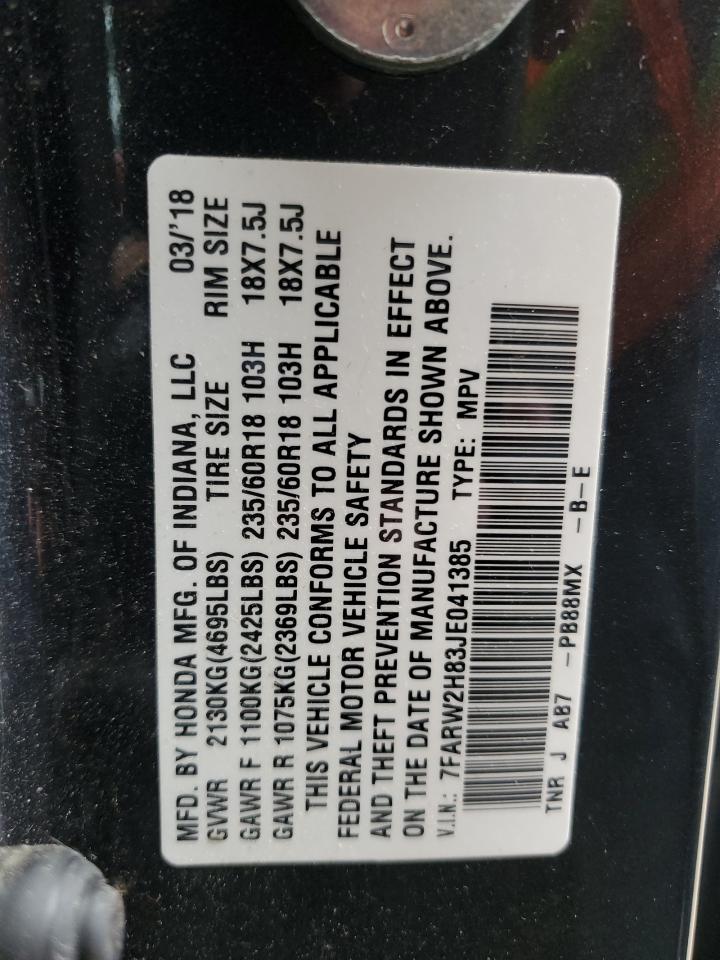 MFD. BY HONDA MFG. OF INDIANA, LLC 03/'18
GVWR 2130KG(4695LBS) TIRE SIZE RIM SIZE
GAWR F 1100KG(2425LBS) 235/60R18 103H 18X7.5J
GAWR R 1075KG(2369LBS) 235/60R18 103H 18X7.5J
THIS VEHICLE CONFORMS TO ALL APPLICABLE
FEDERAL MOTOR VEHICLE SAFETY
AND THEFT PREVENTION STANDARDS IN EFFECT
ON THE DATE OF MANUFACTURE SHOWN ABOVE.
V.I.N.: 7FARW2H83JE041385 TYPE: MPV
TNR J AB7 -PB88MX -B-E